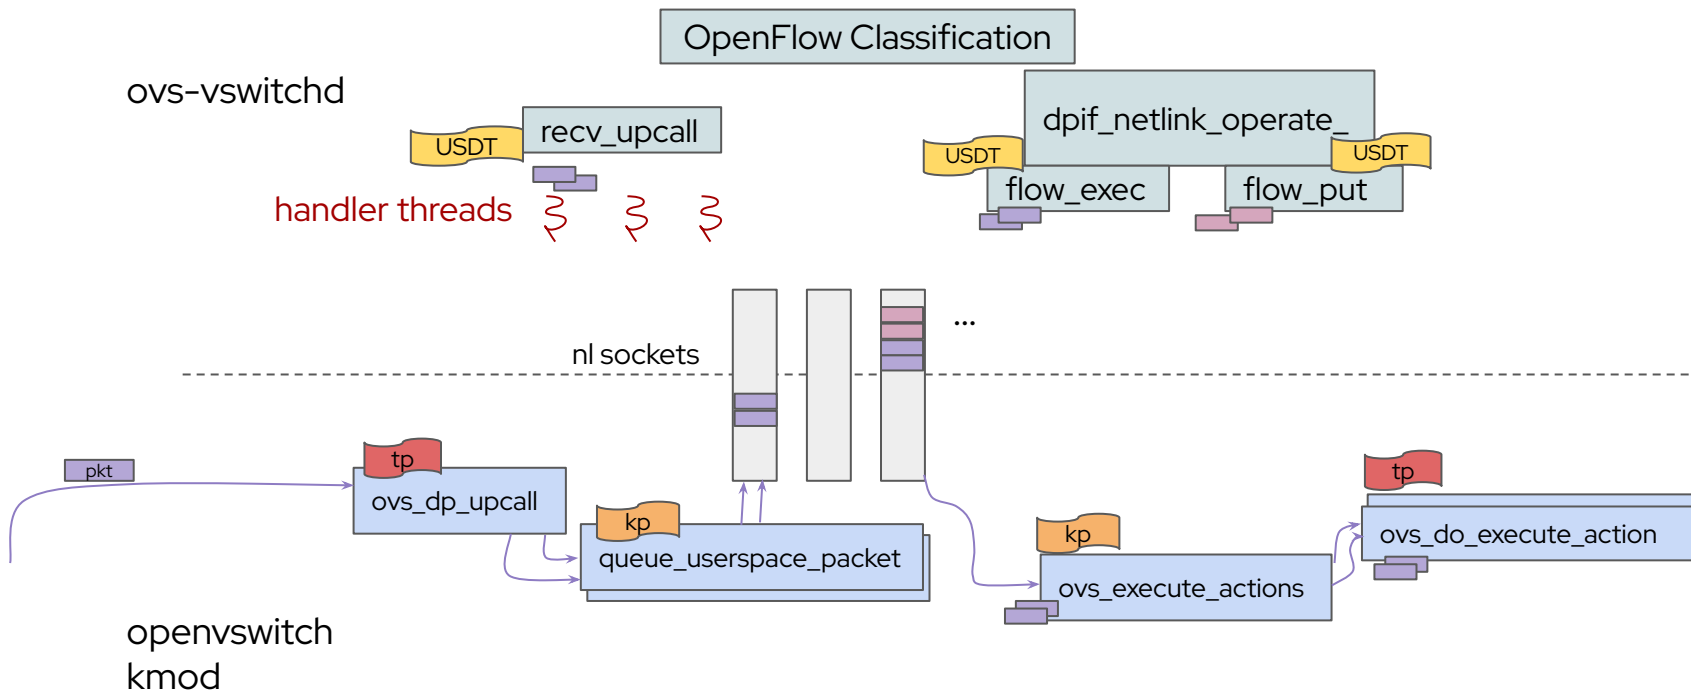 OpenFlow Classification
ovs-vswitchd
recv_upcall
USDT
dpif_netlink_operate_
USDT
USDT
flow_exec
flow_put
handler threads
...
nl sockets
pkt
tp
ovs_dp_upcall
kp
queue_userspace_packet
kp
ovs_execute_actions
tp
ovs_do_execute_action
openvswitch
kmod